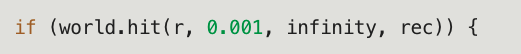 if (world.hit(r, 0.001, infinity, rec)) {